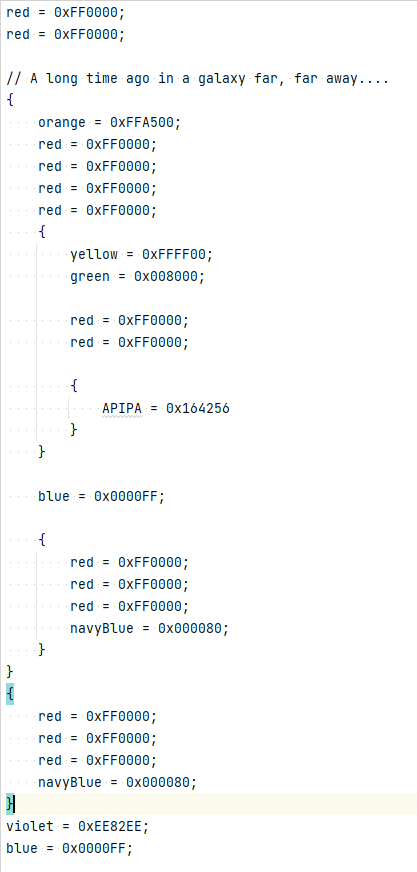 red = 0xFF0000;
red = 0xFF0000;

// A long time ago in a galaxy far, far away....
{
    orange = 0xFFA500;
    red = 0xFF0000;
    red = 0xFF0000;
    red = 0xFF0000;
    red = 0xFF0000;
    {
        yellow = 0xFFFF00;
        green = 0x008000;

        red = 0xFF0000;
        red = 0xFF0000;

        {
            APIPA = 0x164256
        }
    }

    blue = 0x0000FF;

    {
        red = 0xFF0000;
        red = 0xFF0000;
        red = 0xFF0000;
        navyBlue = 0x000080;
    }
}
{
    red = 0xFF0000;
    red = 0xFF0000;
    red = 0xFF0000;
    navyBlue = 0x000080;
}
violet = 0xEE82EE;
blue = 0x0000FF;